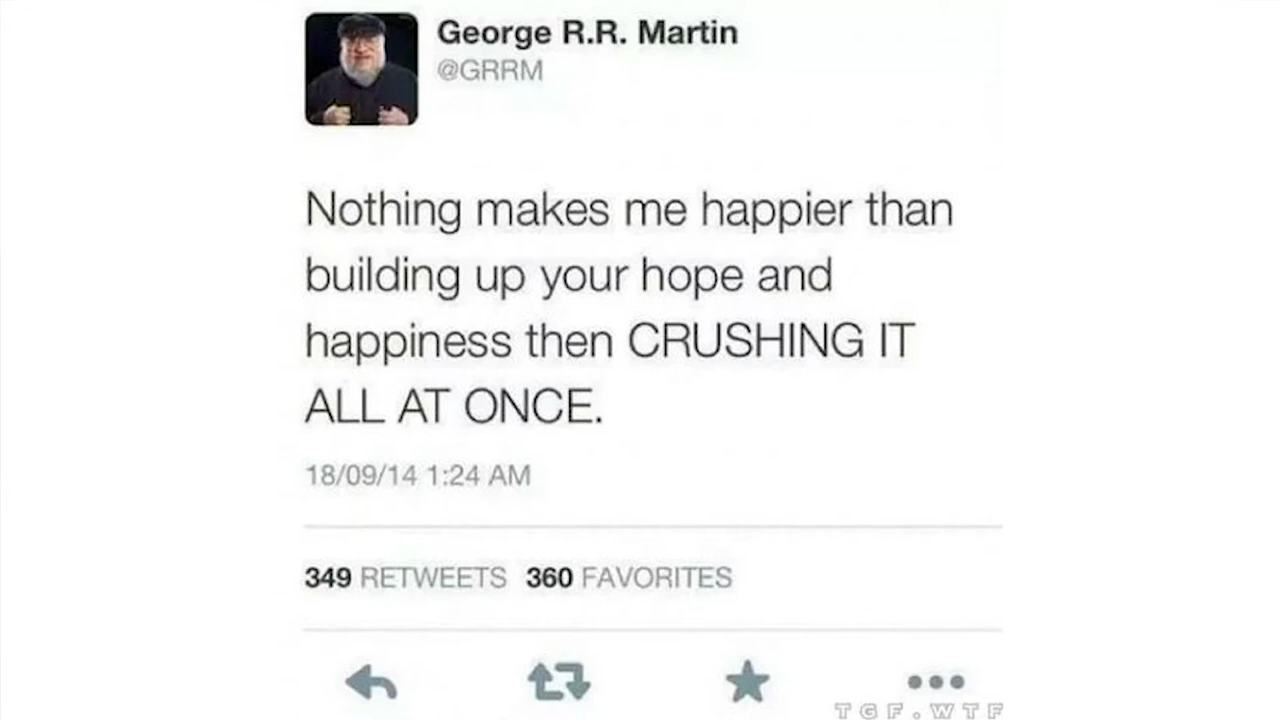 George R.R. Martin
@GRRM
Nothing makes me happier than
building up your hope and
happiness then CRUSHING IT
ALL AT ONCE.
18/09/14 1:24 AM
349 RETWEETS 360 FAVORITES
TGF.WTF